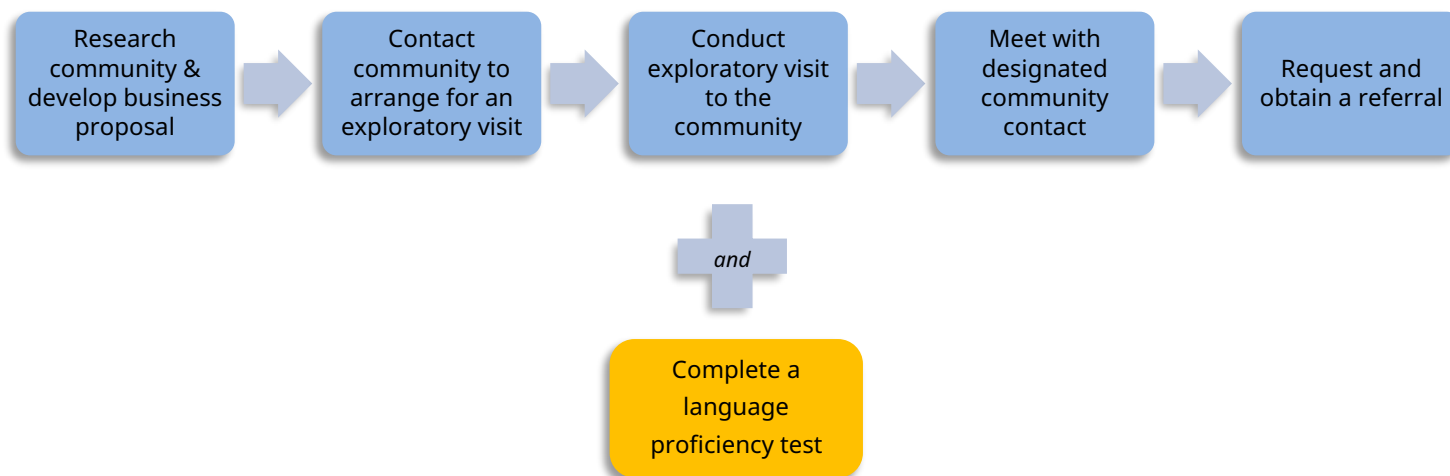 Research
community &
develop business
proposal
Contact
community to
arrange for an
exploratory visit
Conduct
exploratory visit
to the
community
Meet with
designated
community
contact
Request and
obtain a referral
and
Complete a
language
proficiency test